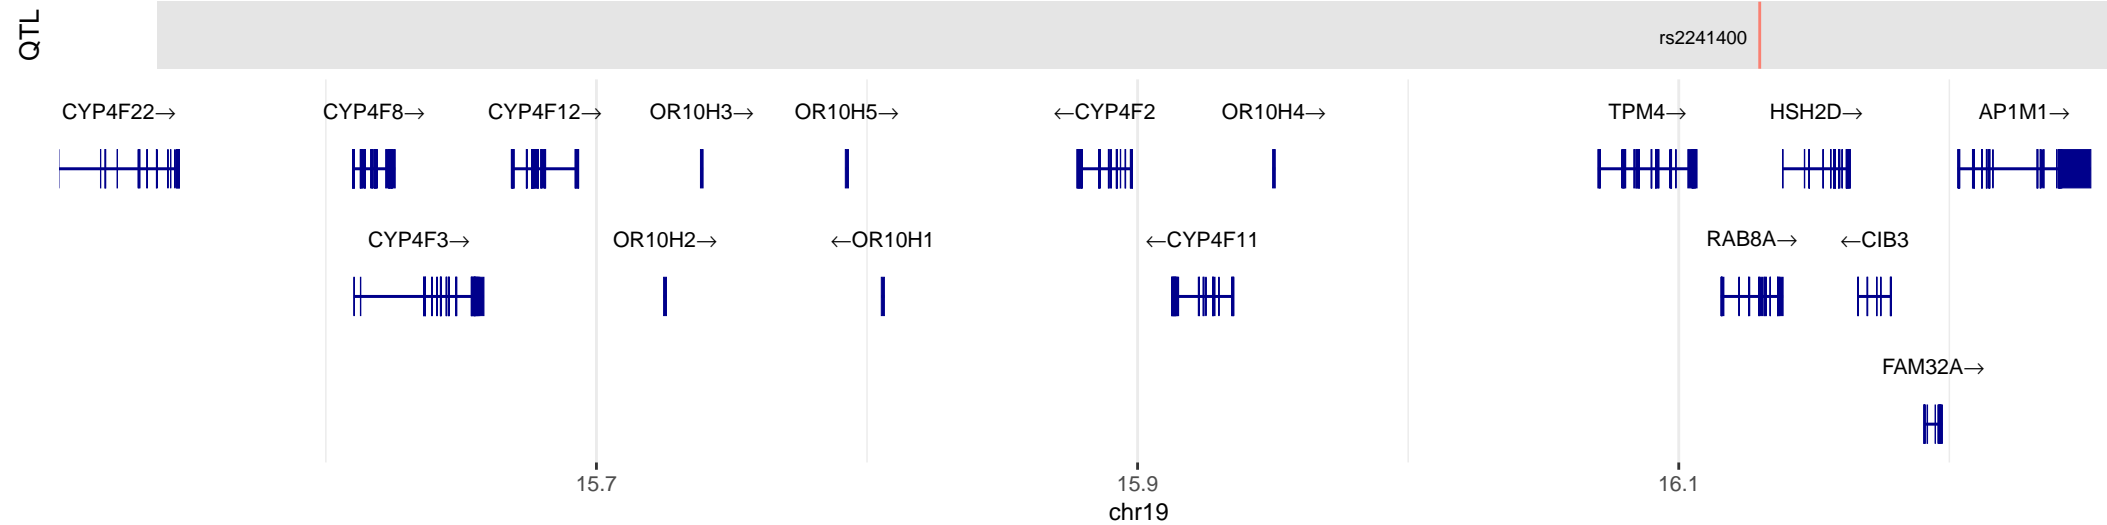 QTL
rs2241400
CYP4F22→ CYP4F8→ CYP4F12→ OR10H3→ OR10H5→ ←CYP4F2 OR10H4→ TPM4→ HSH2D→ AP1M1→
CYP4F3→ OR10H2→ ←OR10H1 ←CYP4F11 RAB8A→ ←CIB3
FAM32A→
15.7 15.9 16.1
chr19